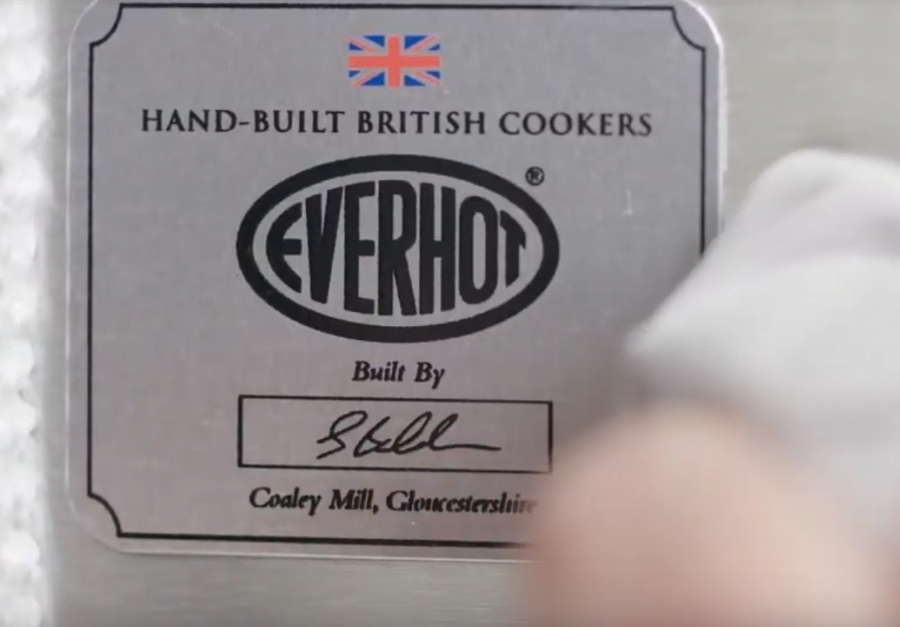 HAND-BUILT BRITISH COOKERS
EVERHOT®
Built By
Coaley Mill, Gloucestershire